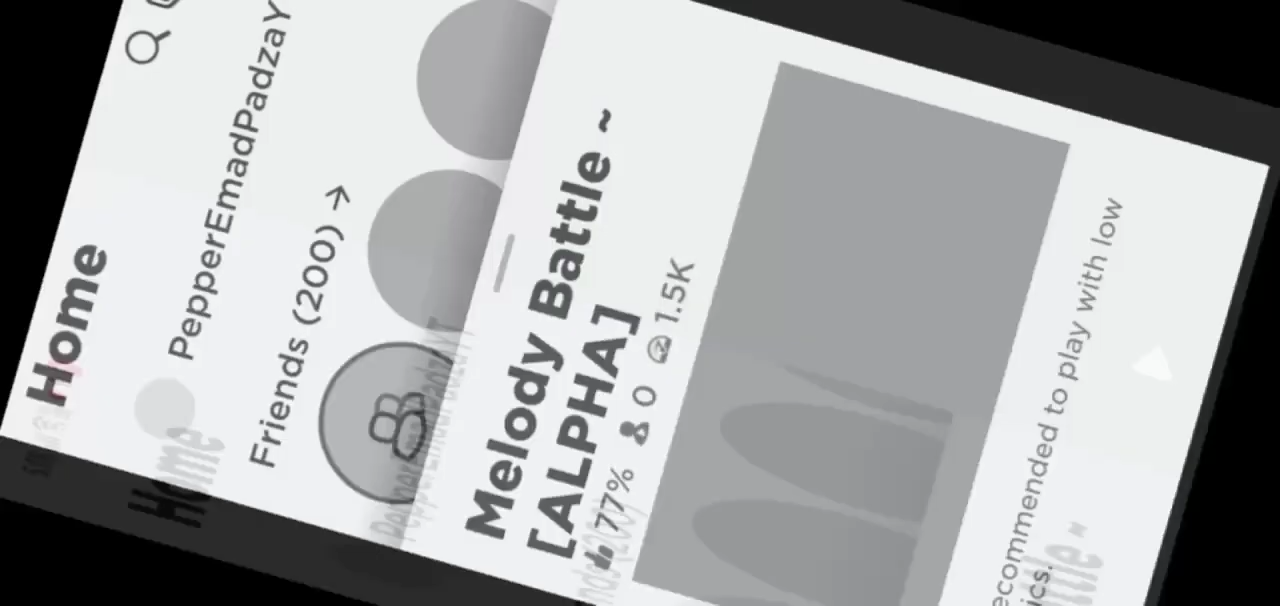 Home
PepperEmadPadzaY
Friends (200) →
Melody Battle ~
[ALPHA]
77% 0 1.5K
ecommended to play with low
ics.